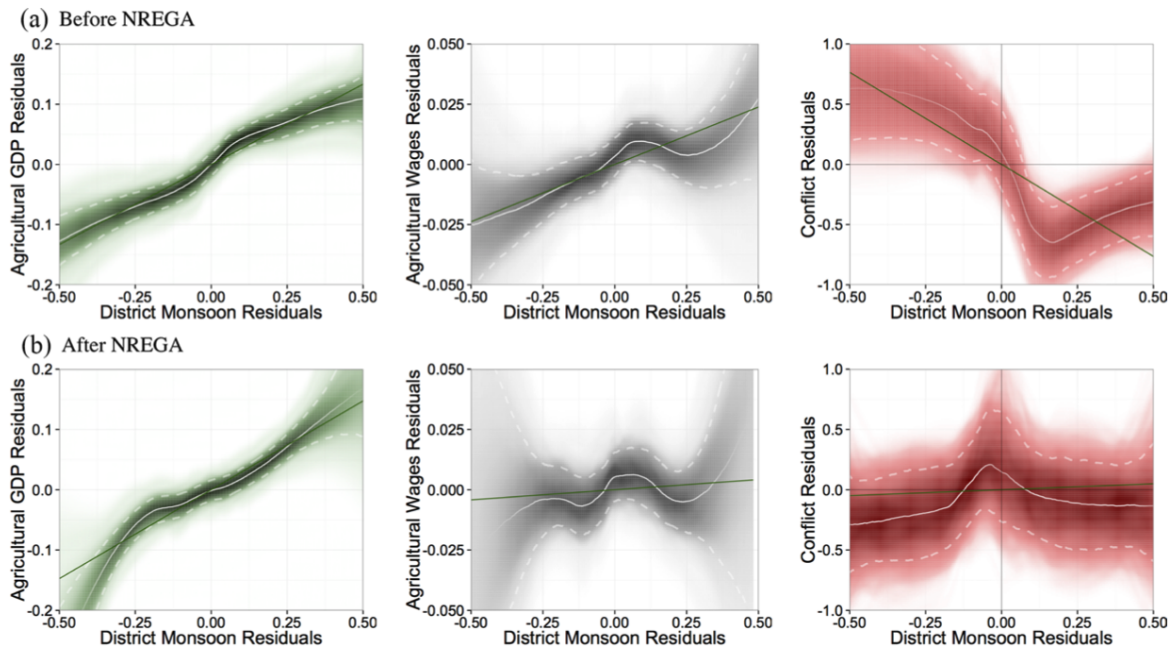 (a) Before NREGA
Agricultural GDP Residuals
0.2
0.1
0.0
-0.1
-0.2
-0.50 -0.25 0.00 0.25 0.50
District Monsoon Residuals
Agricultural Wages Residuals
0.050
0.025
0.000
-0.025
-0.050
-0.50 -0.25 0.00 0.25 0.50
District Monsoon Residuals
Conflict Residuals
1.0
0.5
0.0
-0.5
-1.0
-0.50 -0.25 0.00 0.25 0.50
District Monsoon Residuals
(b) After NREGA
Agricultural GDP Residuals
0.2
0.1
0.0
-0.1
-0.2
-0.50 -0.25 0.00 0.25 0.50
District Monsoon Residuals
Agricultural Wages Residuals
0.050
0.025
0.000
-0.025
-0.050
-0.50 -0.25 0.00 0.25 0.50
District Monsoon Residuals
Conflict Residuals
1.0
0.5
0.0
-0.5
-1.0
-0.50 -0.25 0.00 0.25 0.50
District Monsoon Residuals